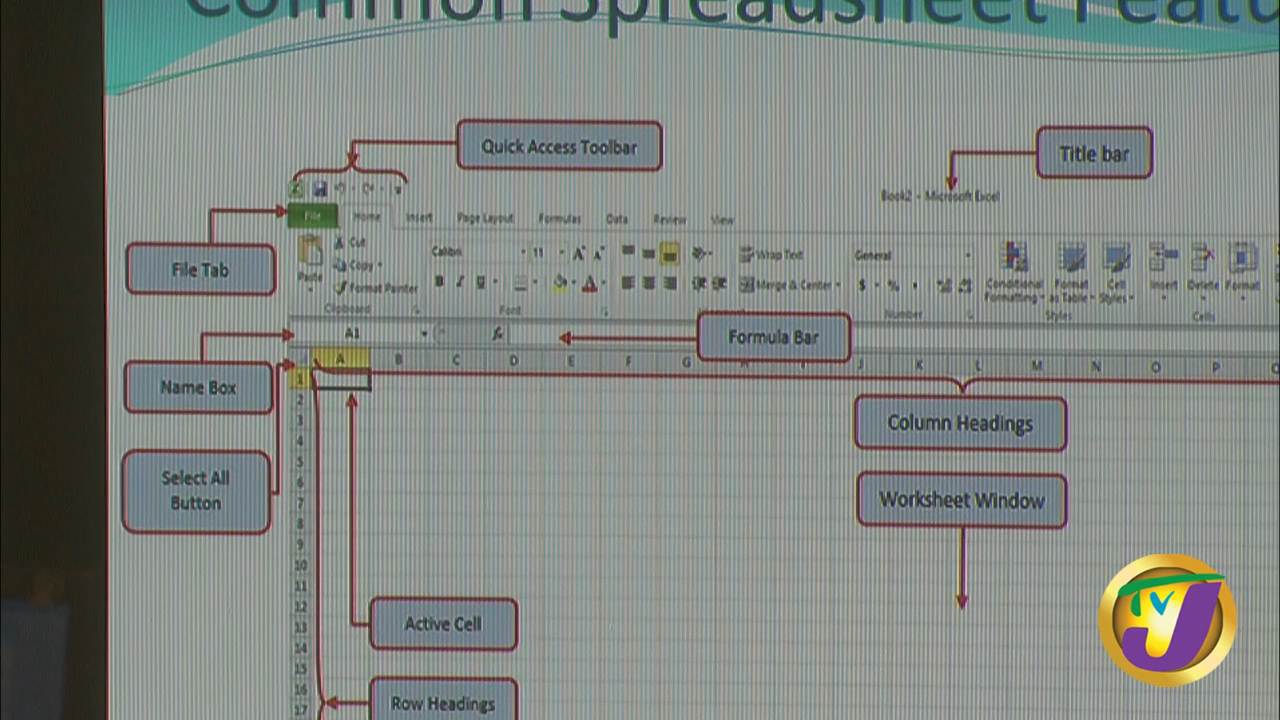 Common Spreadsheet Featu
Quick Access Toolbar
Title bar
Book2 - Microsoft Excel
File Tab
File Home Insert Page Layout Formulas Data Review View
Cut
Calibri 11 Wrap Text General
Copy
Paste
Format Painter
B I U A Merge & Center $ % ,
Conditional Formatting Format as Table Cell Styles Insert Delete Format
Clipboard Font Number Styles Cells
A1 fx
Formula Bar
Name Box
A B C D E F G H I J K L M N O P
1
2
3
4
5
6
7
8
9
10
11
12
13
14
15
16
17
Column Headings
Select All
Button
Worksheet Window
Active Cell
Row Headings
TVJ